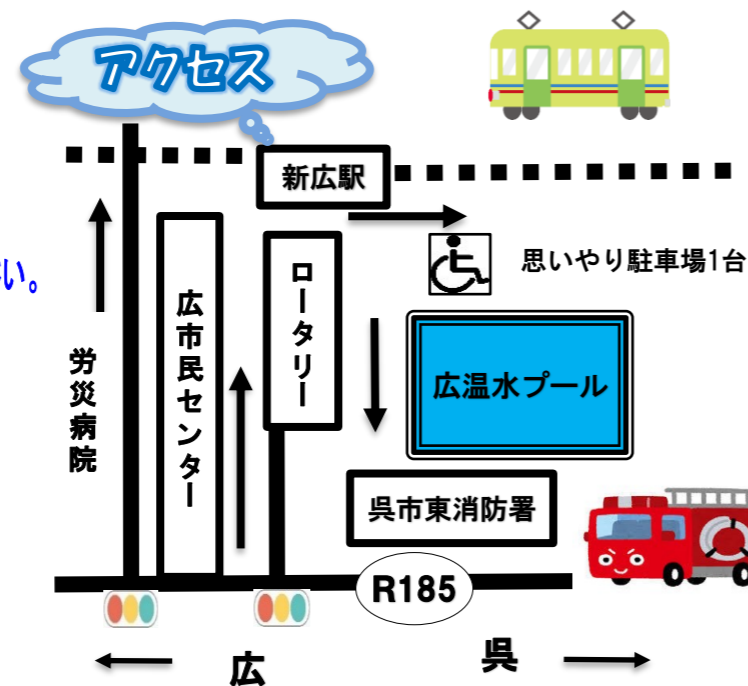 アクセス
新広駅
い。
思いやり駐車場1台
ロータリー
広市民センター
労災病院
広温水プール
呉市東消防署
R185
広
呉